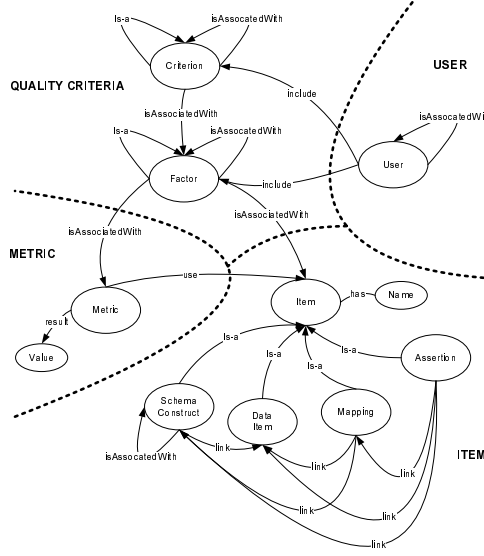 Is-a
isAssocatedWith
Criterion
QUALITY CRITERIA
USER
include
isAssociatedWith
isAssocatedWith
Is-a
isAssocatedWith
User
Factor
include
isAssociatedWith
isAssociatedWith
METRIC
use
Item
has
Name
Metric
result
Value
Is-a
Is-a
Is-a
Is-a
Assertion
Schema
Construct
Data
Item
Mapping
isAssocatedWith
link
link
link
ITEM
link
link
link